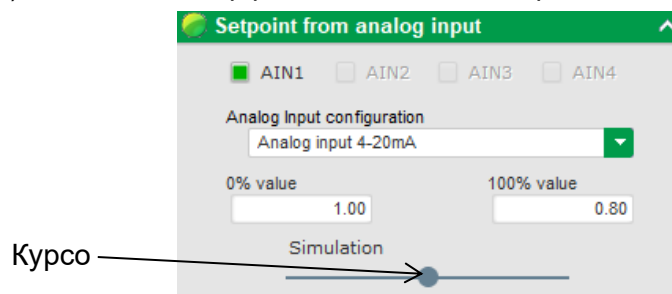 Setpoint from analog input
AIN1 AIN2 AIN3 AIN4
Analog Input configuration
Analog input 4-20mA
0% value 100% value
1.00 0.80
Simulation
Курсо